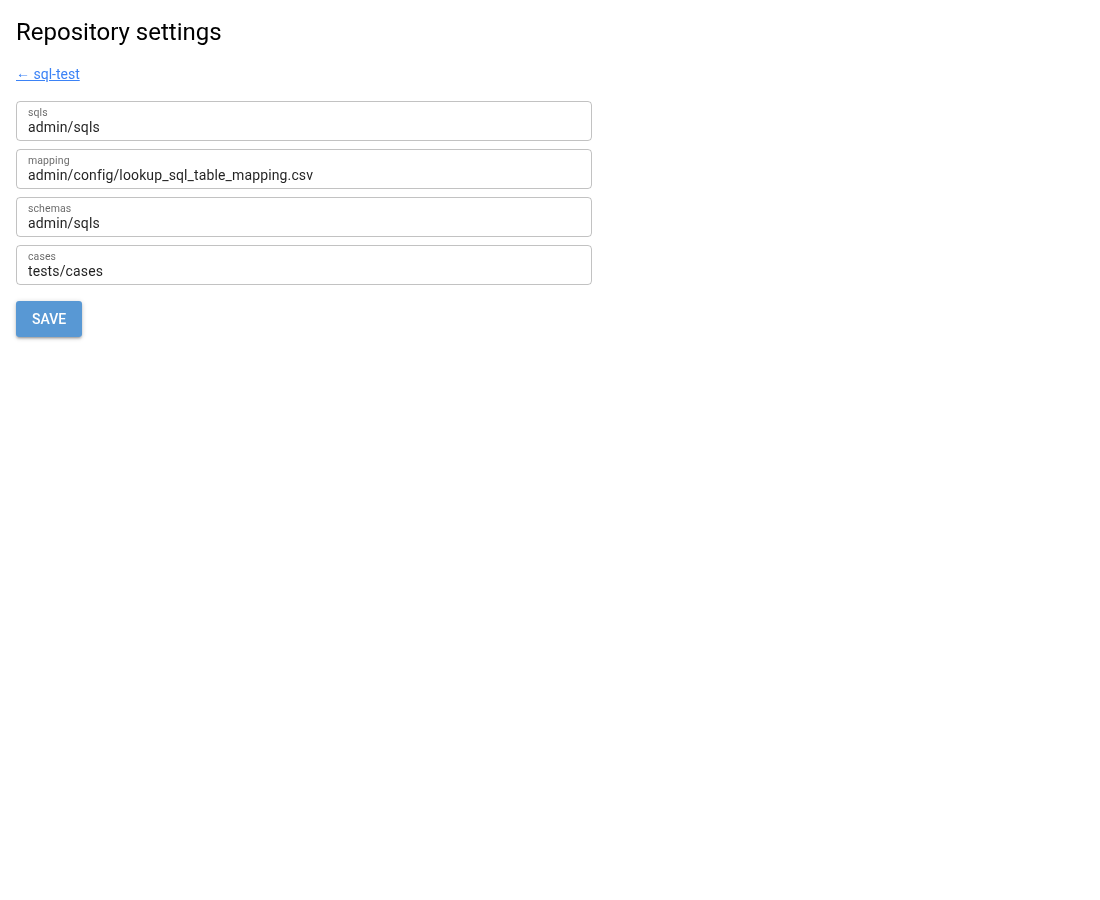 Repository settings
← sql-test
sqls
admin/sqls
mapping
admin/config/lookup_sql_table_mapping.csv
schemas
admin/sqls
cases
tests/cases
SAVE